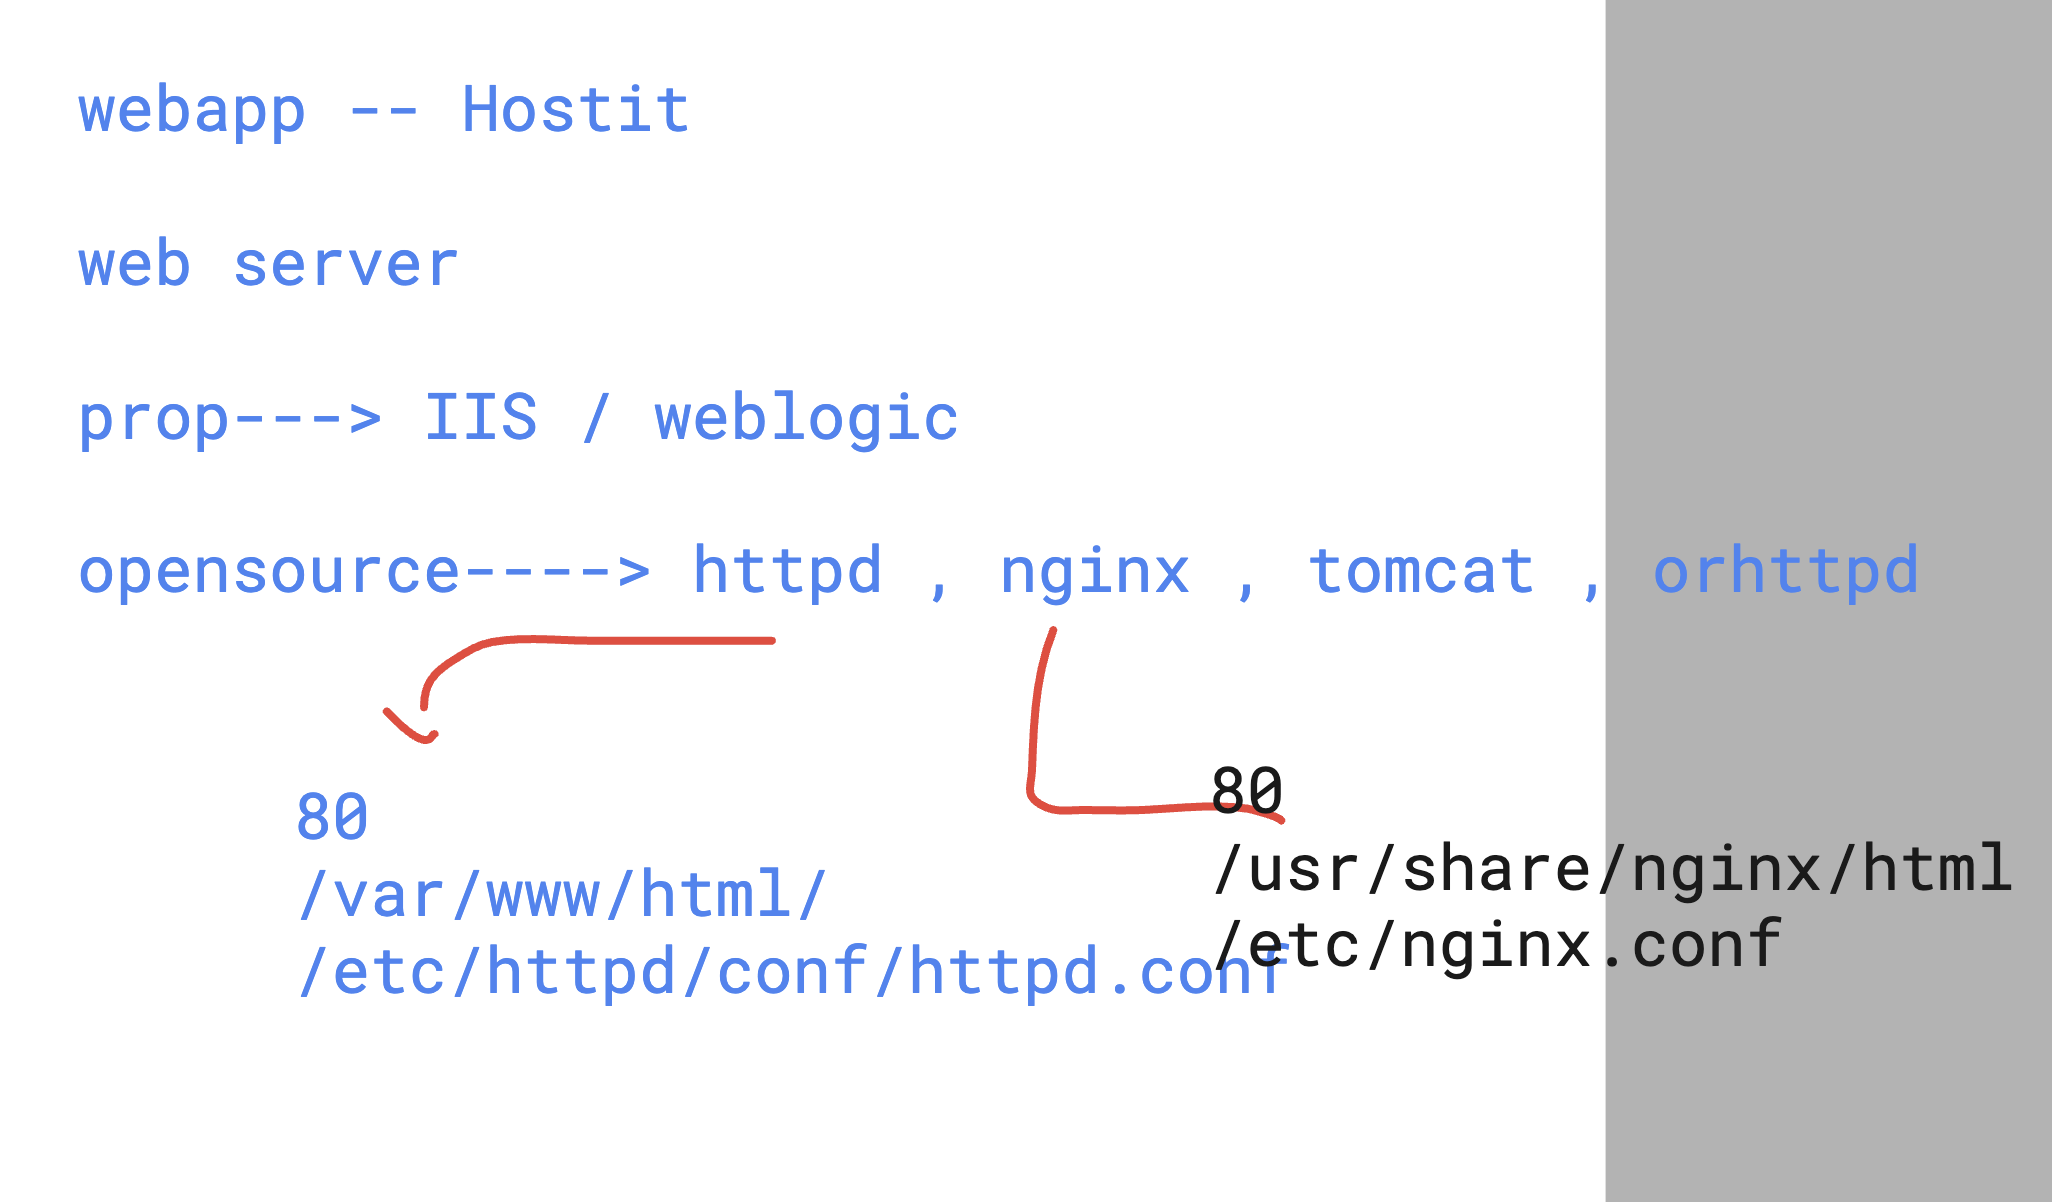 webapp -- Hostit
web server
prop---> IIS / weblogic
opensource----> httpd , nginx , tomcat , orhttpd
80
/var/www/html/
/etc/httpd/conf/httpd.conf
80
/usr/share/nginx/html
/etc/nginx.conf